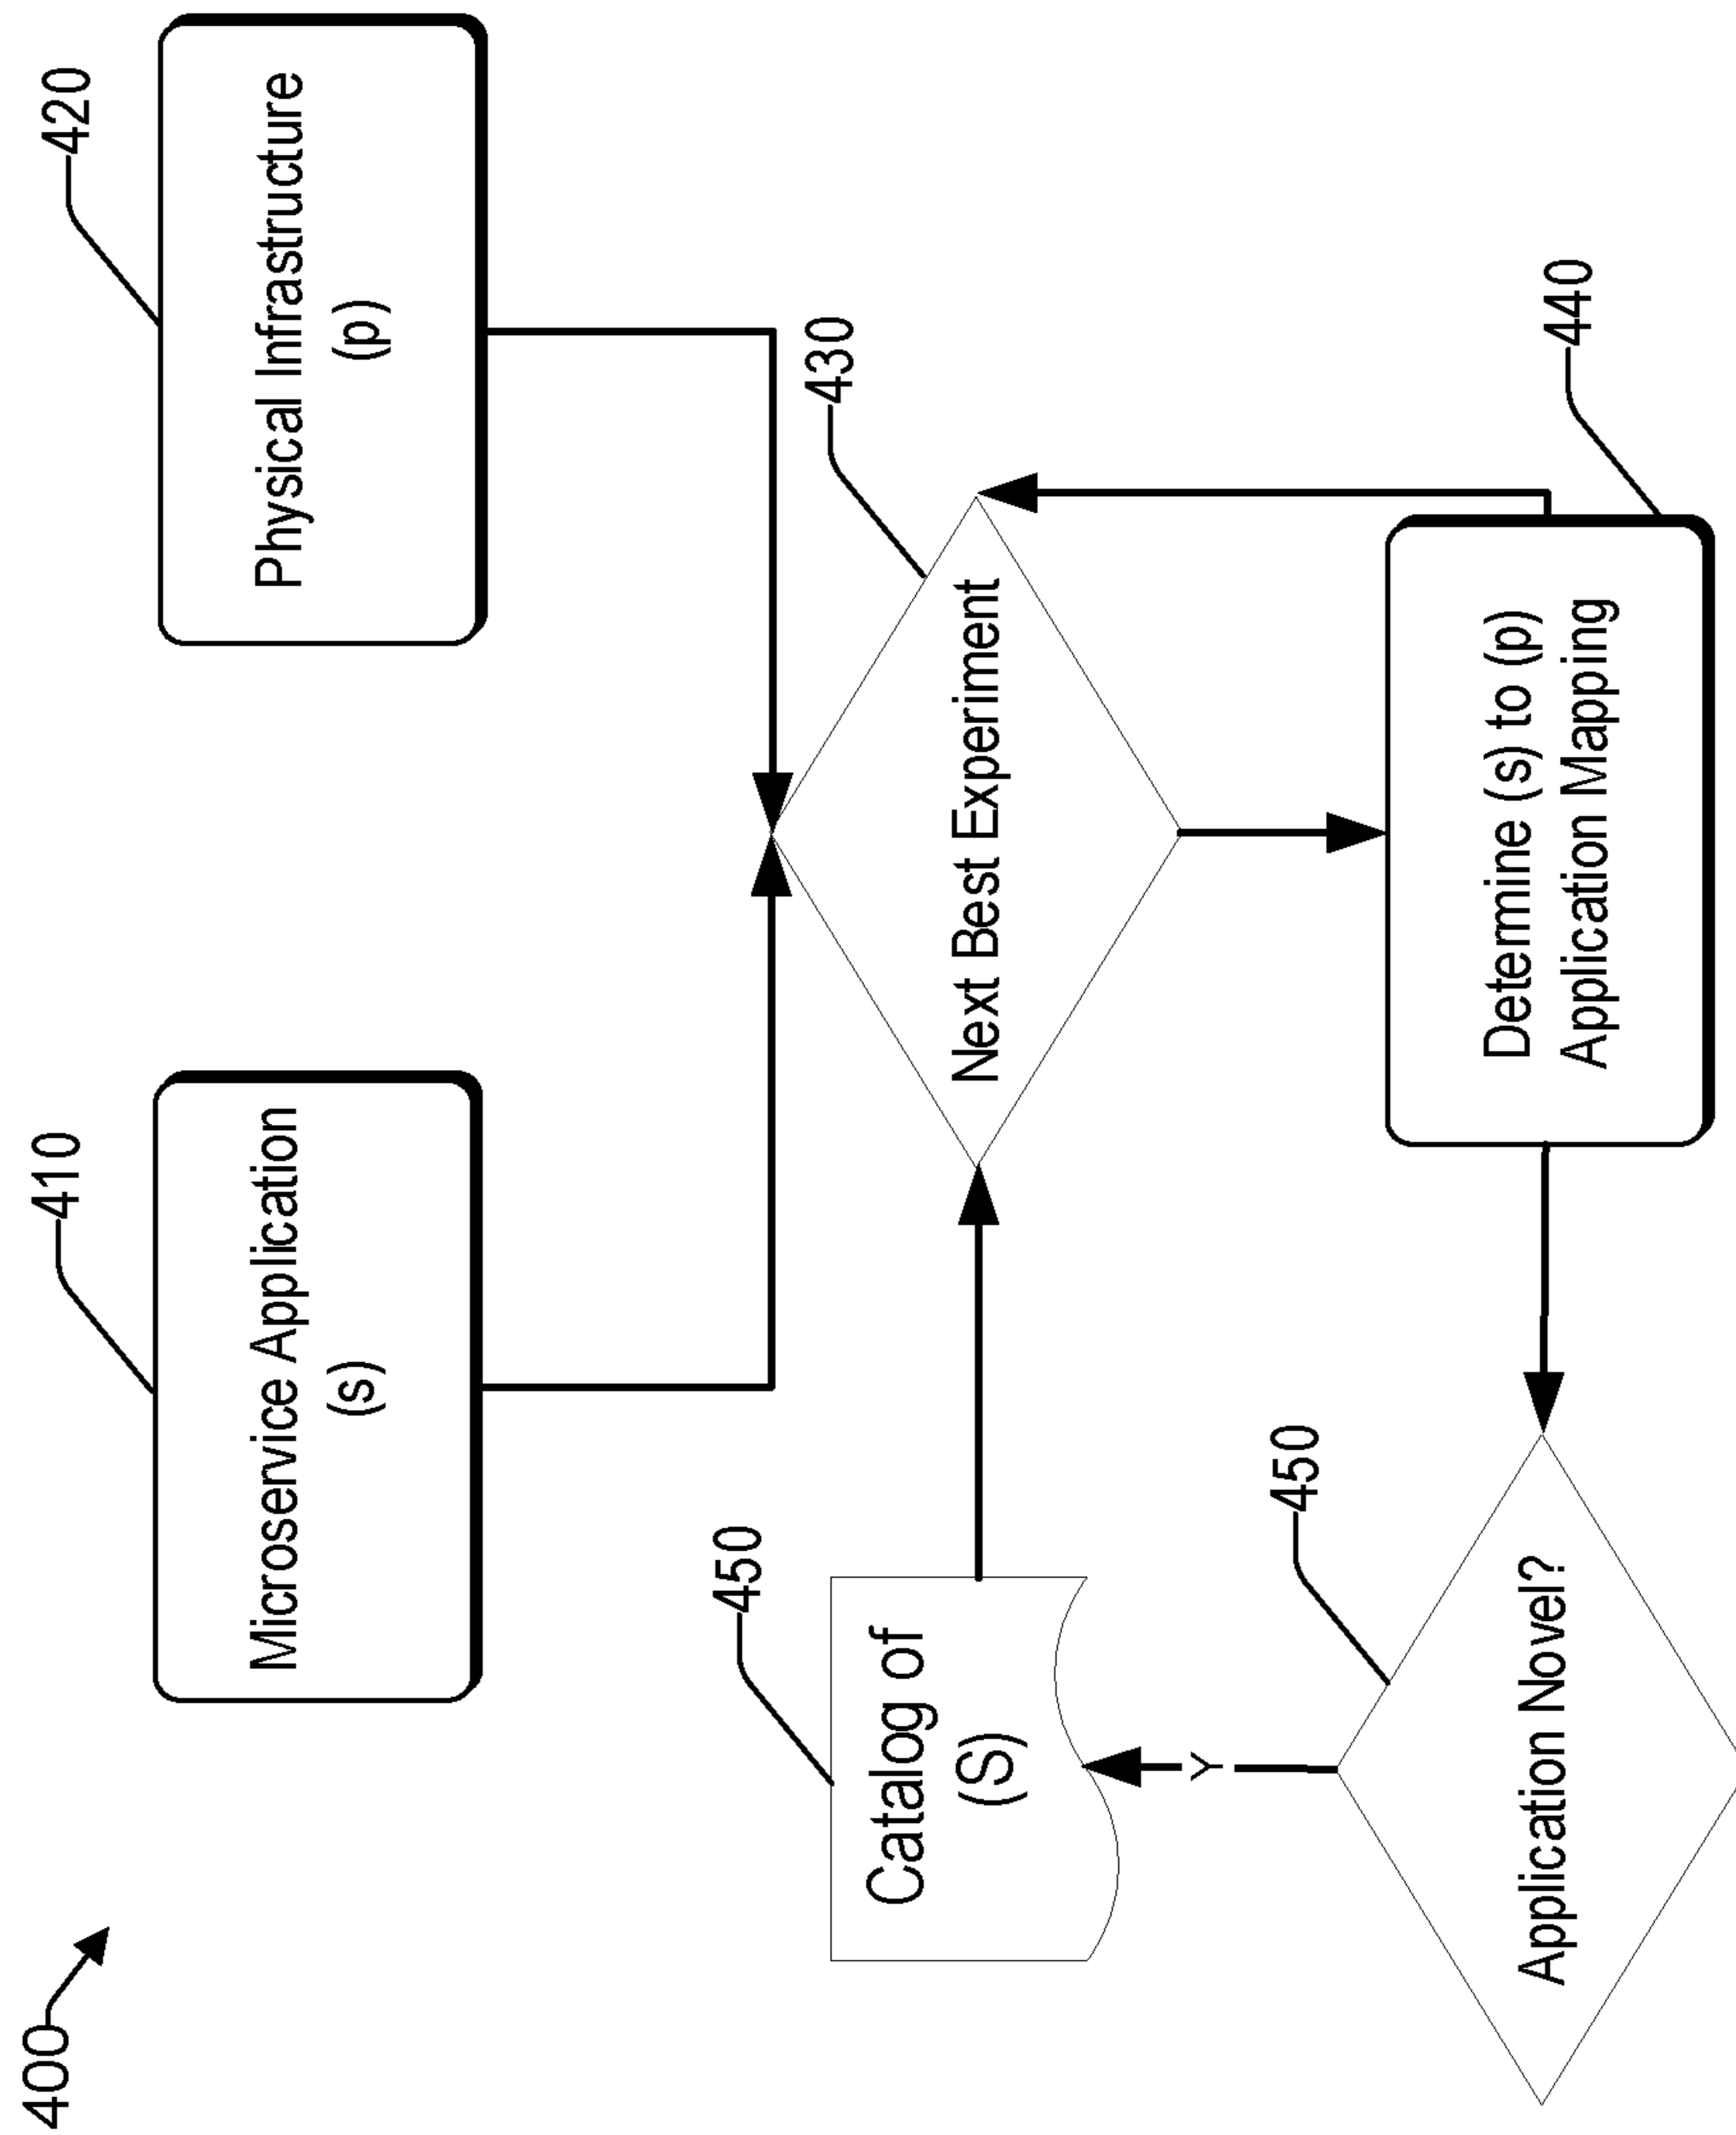 400
410
Microservice Application
(s)
420
Physical Infrastructure
(p)
450
Catalog of
(S)
430
Next Best Experiment
Y
450
Application Novel?
440
Determine (s) to (p)
Application Mapping